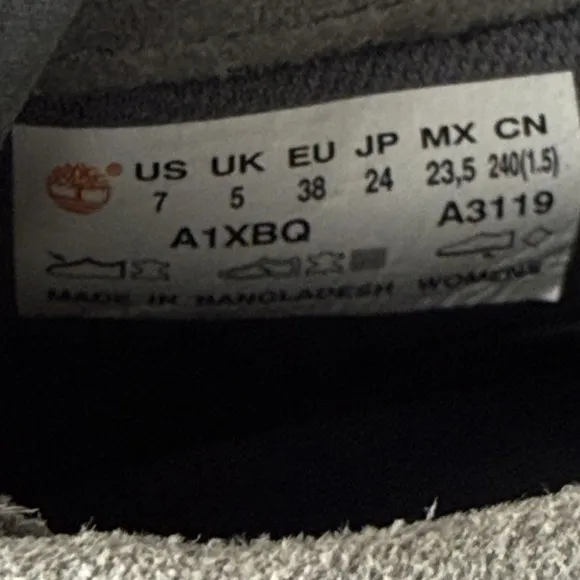 US UK EU JP MX CN
7 5 38 24 23,5 240(1.5)
A1XBQ A3119
MADE IN BANGLADESH WOMENS